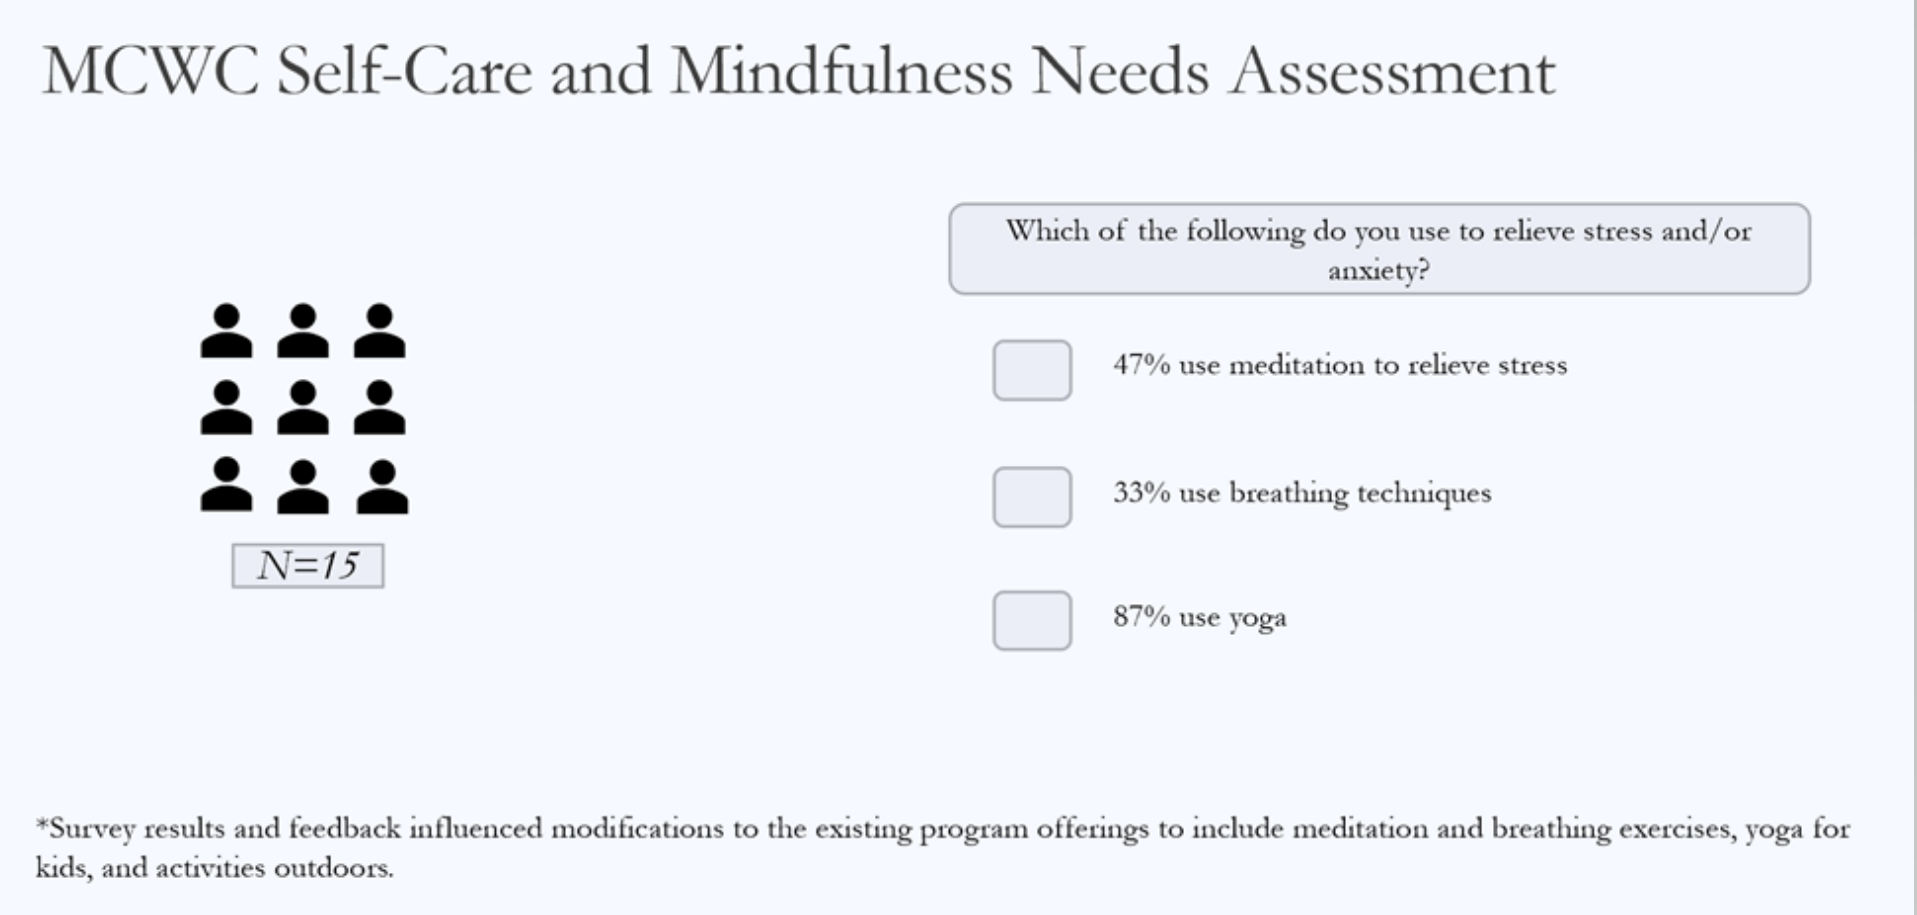 MCWC Self-Care and Mindfulness Needs Assessment
Which of the following do you use to relieve stress and/or
anxiety?
47% use meditation to relieve stress
33% use breathing techniques
87% use yoga
N=15
*Survey results and feedback influenced modifications to the existing program offerings to include meditation and breathing exercises, yoga for
kids, and activities outdoors.